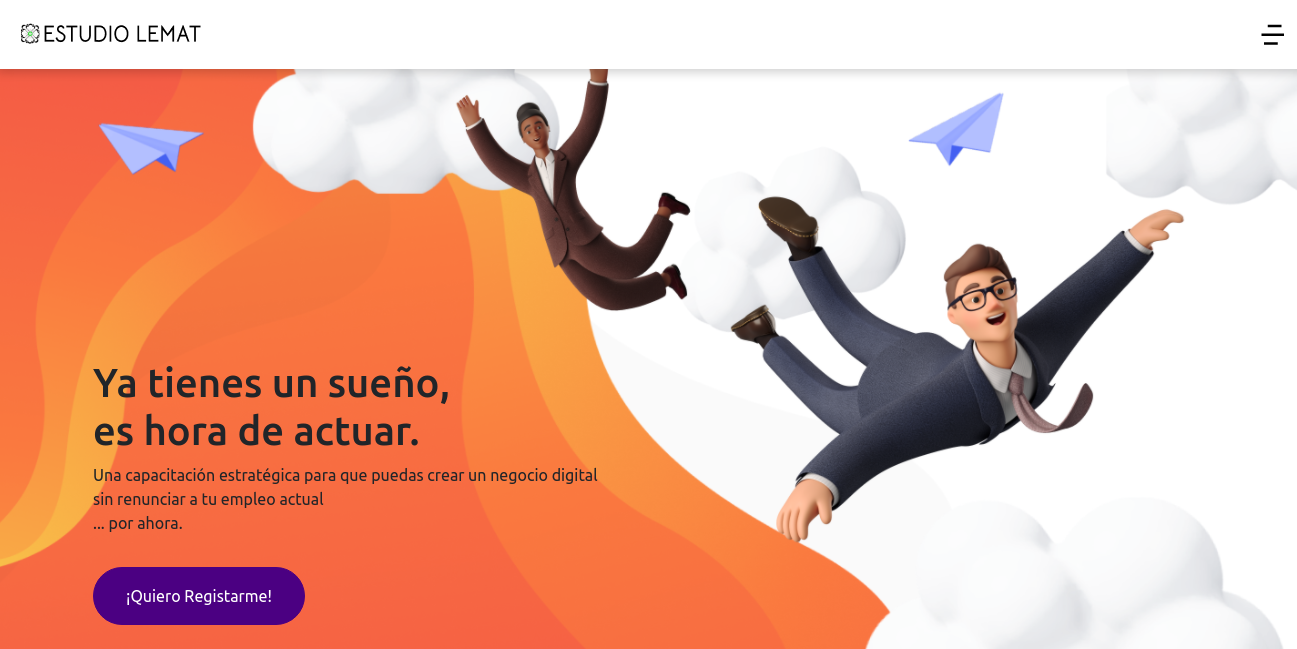 ESTUDIO LEMAT
Ya tienes un sueño,
es hora de actuar.
Una capacitación estratégica para que puedas crear un negocio digital
sin renunciar a tu empleo actual
... por ahora.
¡Quiero Registarme!